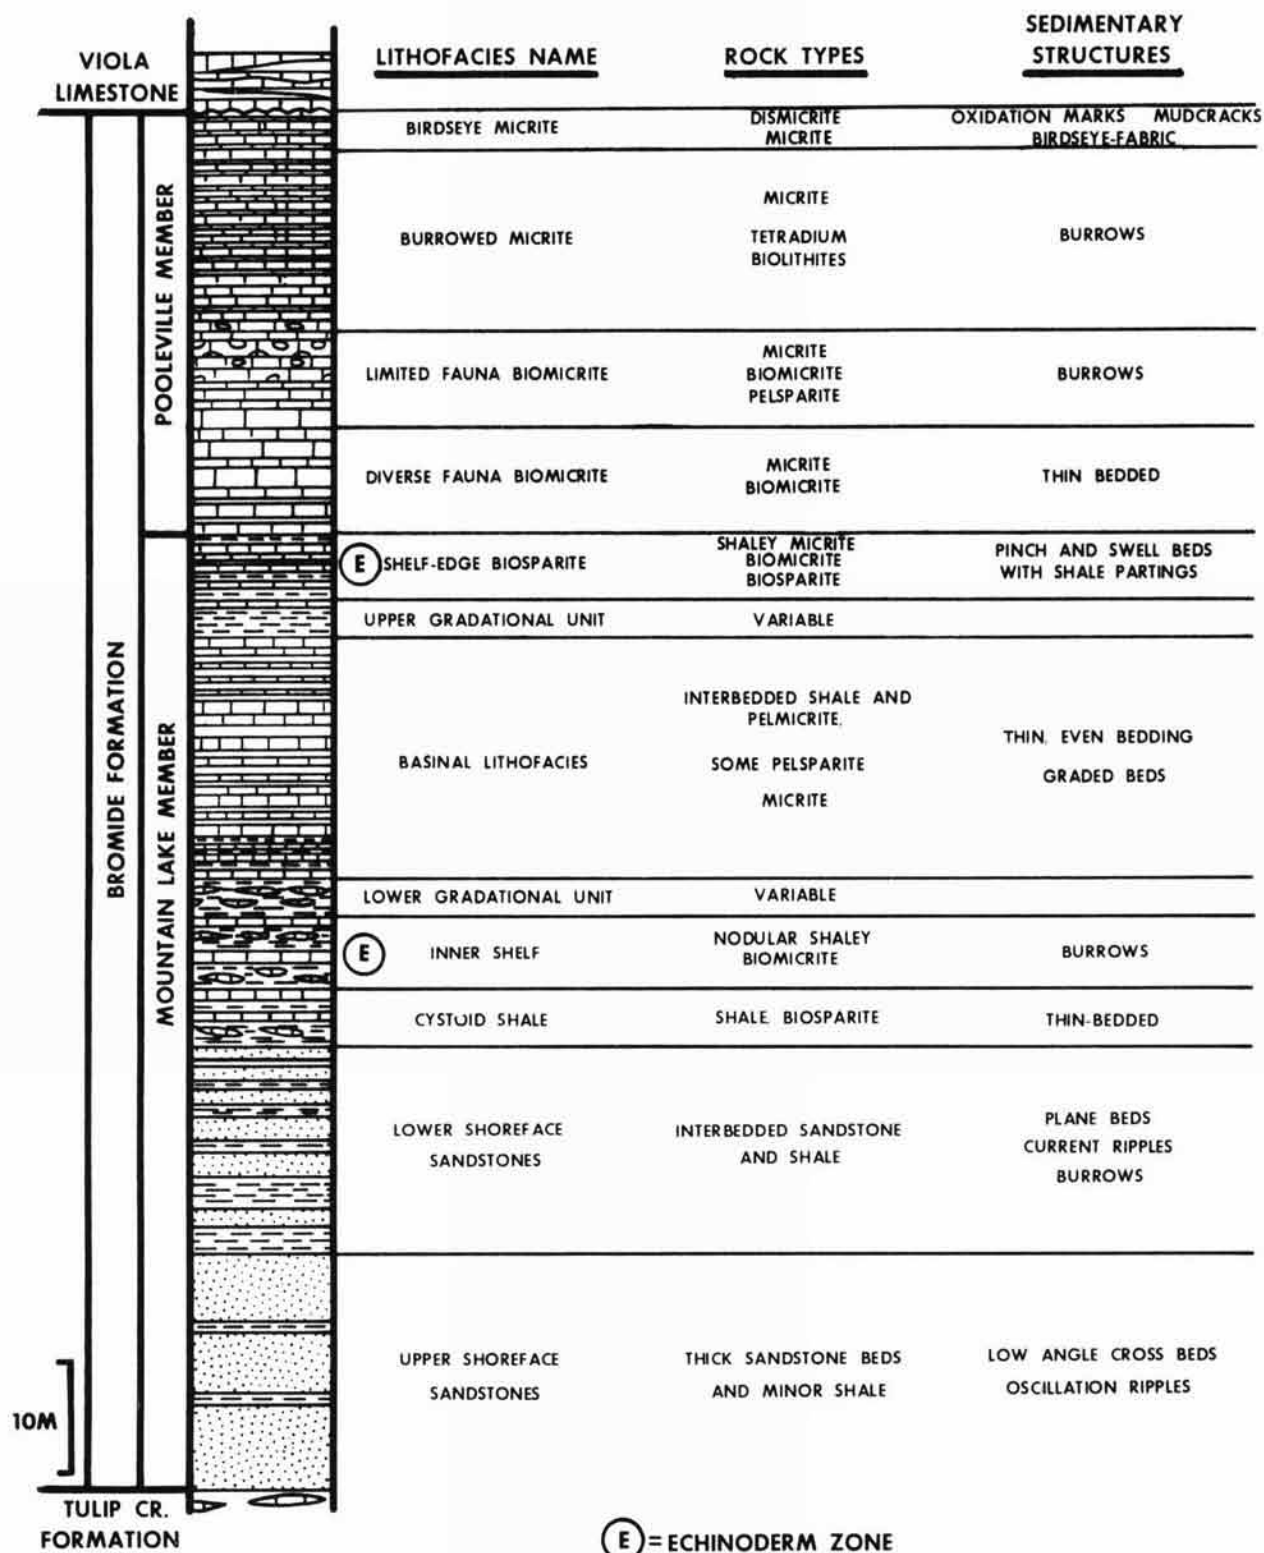 VIOLA
LIMESTONE
LITHOFACIES NAME
ROCK TYPES
SEDIMENTARY
STRUCTURES
BROMIDE FORMATION
POOLEVILLE MEMBER
MOUNTAIN LAKE MEMBER
BIRDSEYE MICRITE
DISMICRITE
MICRITE
OXIDATION MARKS MUDCRACKS
BIRDSEYE-FABRIC
BURROWED MICRITE
MICRITE
TETRADIUM
BIOLITHITES
BURROWS
LIMITED FAUNA BIOMICRITE
MICRITE
BIOMICRITE
PELSPARITE
BURROWS
DIVERSE FAUNA BIOMICRITE
MICRITE
BIOMICRITE
THIN BEDDED
E SHELF-EDGE BIOSPARITE
SHALEY MICRITE
BIOMICRITE
BIOSPARITE
PINCH AND SWELL BEDS
WITH SHALE PARTINGS
UPPER GRADATIONAL UNIT
VARIABLE
BASINAL LITHOFACIES
INTERBEDDED SHALE AND
PELMICRITE.
SOME PELSPARITE
MICRITE
THIN, EVEN BEDDING
GRADED BEDS
LOWER GRADATIONAL UNIT
VARIABLE
E INNER SHELF
NODULAR SHALEY
BIOMICRITE
BURROWS
CYSTOID SHALE
SHALE BIOSPARITE
THIN-BEDDED
LOWER SHOREFACE
SANDSTONES
INTERBEDDED SANDSTONE
AND SHALE
PLANE BEDS
CURRENT RIPPLES
BURROWS
UPPER SHOREFACE
SANDSTONES
THICK SANDSTONE BEDS
AND MINOR SHALE
LOW ANGLE CROSS BEDS
OSCILLATION RIPPLES
10M
TULIP CR.
FORMATION
E = ECHINODERM ZONE